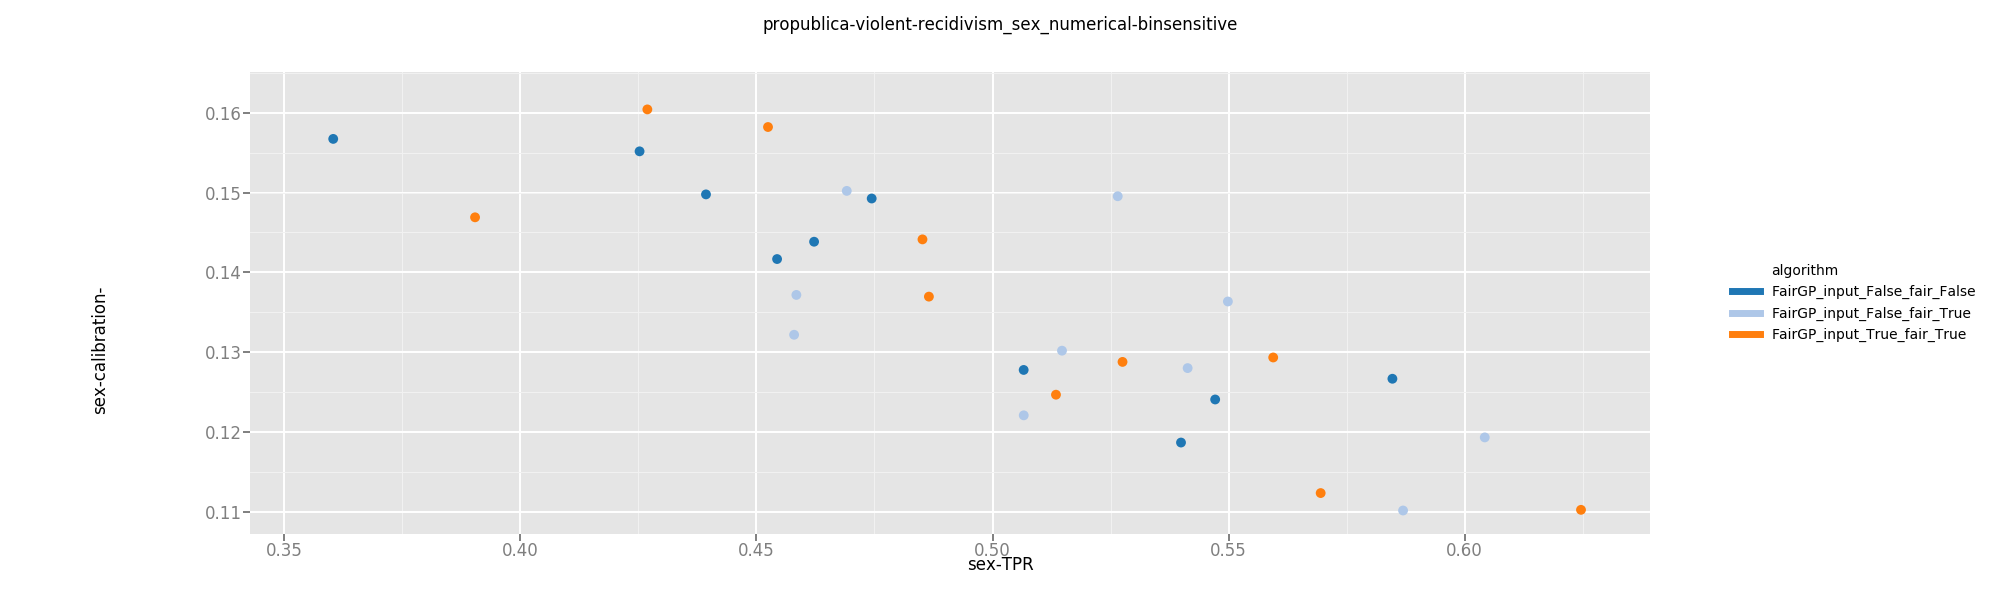 propublica-violent-recidivism_sex_numerical-binsensitive
0.16
0.15
0.14
0.13
0.12
0.11
sex-calibration-
0.35 0.40 0.45 0.50 0.55 0.60
sex-TPR
algorithm
FairGP_input_False_fair_False
FairGP_input_False_fair_True
FairGP_input_True_fair_True